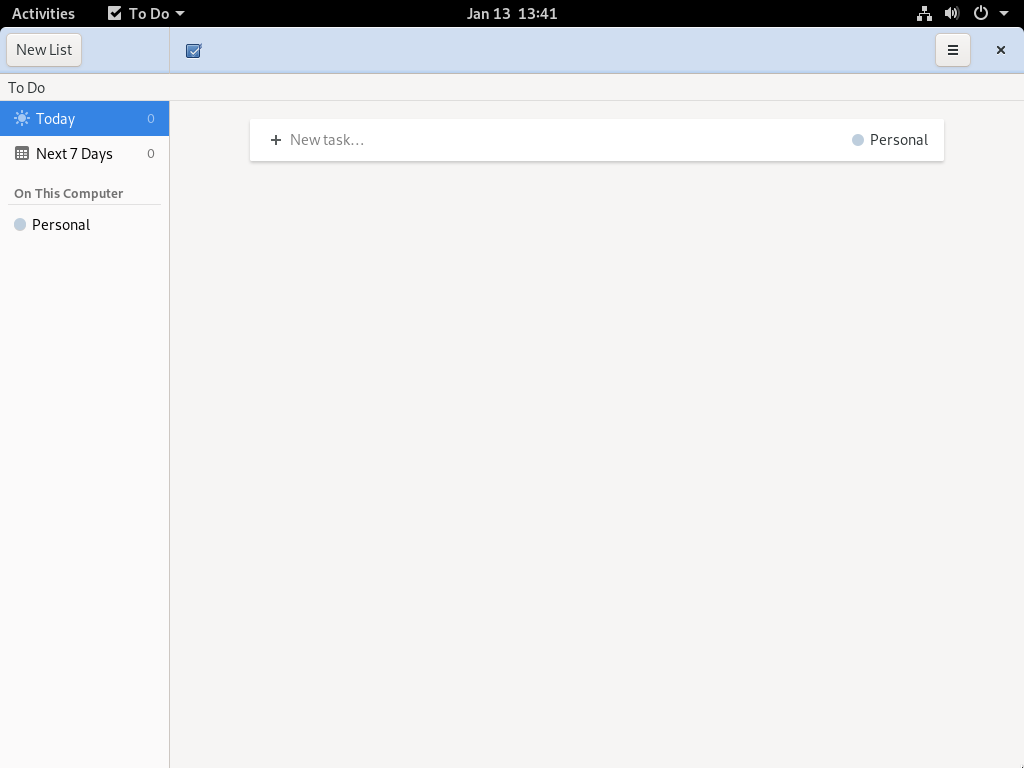 Activities To Do Jan 13 13:41
New List
To Do
Today 0
Next 7 Days 0
On This Computer
Personal
New task... Personal